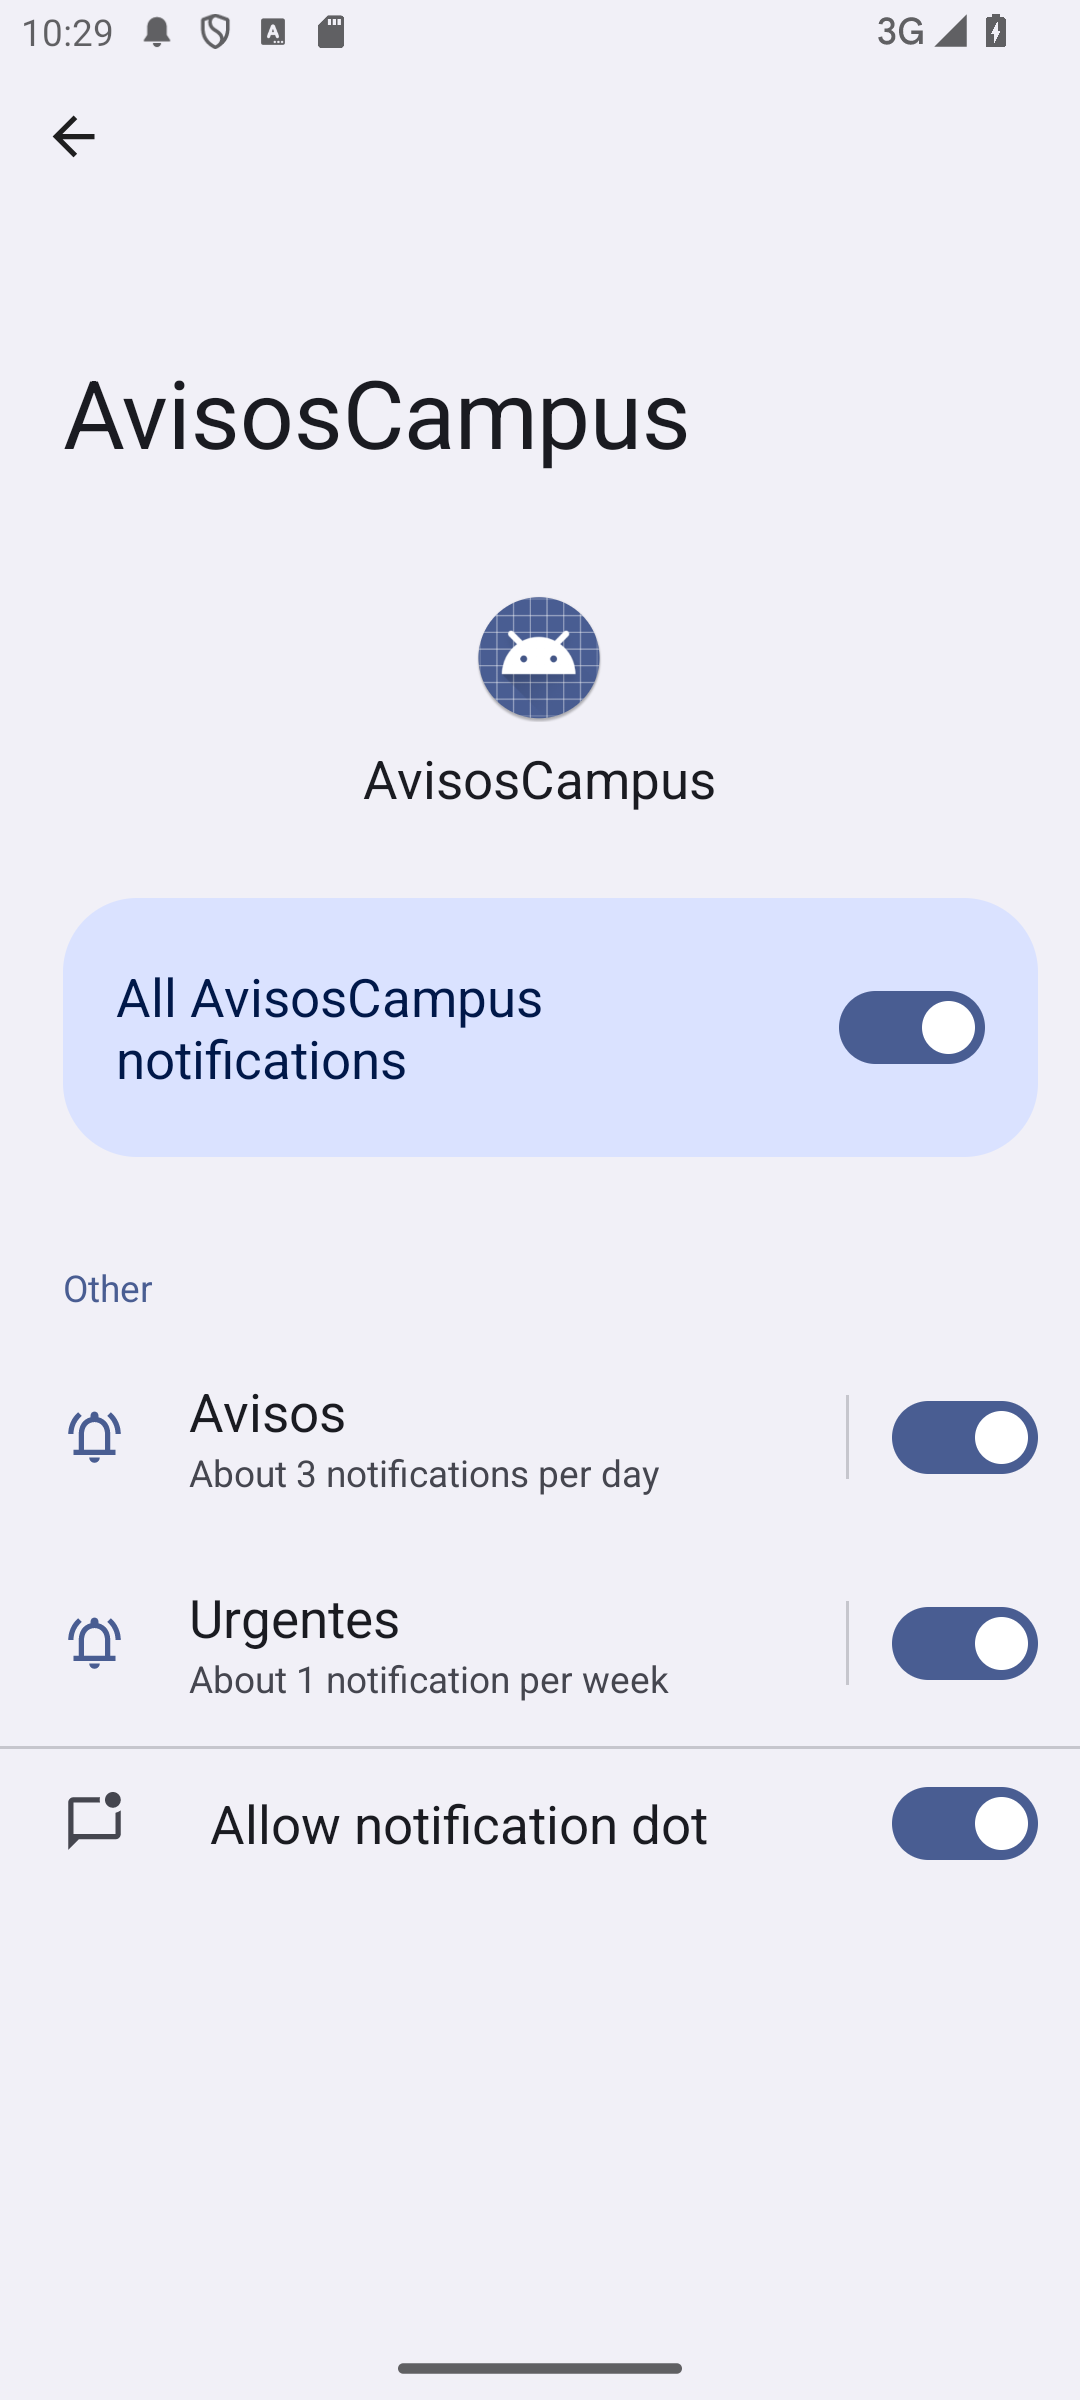 10:29
3G
AvisosCampus
AvisosCampus
All AvisosCampus
notifications
Other
Avisos
About 3 notifications per day
Urgentes
About 1 notification per week
Allow notification dot